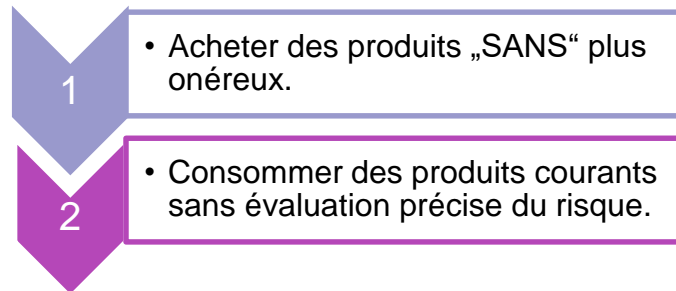 1
• Acheter des produits „SANS“ plus
onéreux.
2
• Consommer des produits courants
sans évaluation précise du risque.